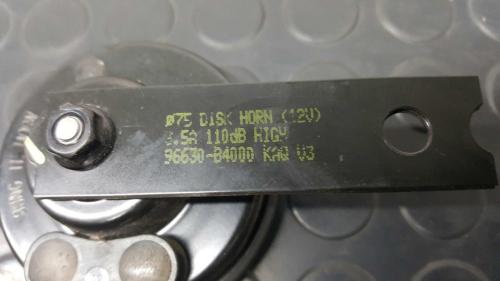 ø75 DISK HORN (12V)
3.5A 110dB HIGH
96630-B4000 KAQ V3